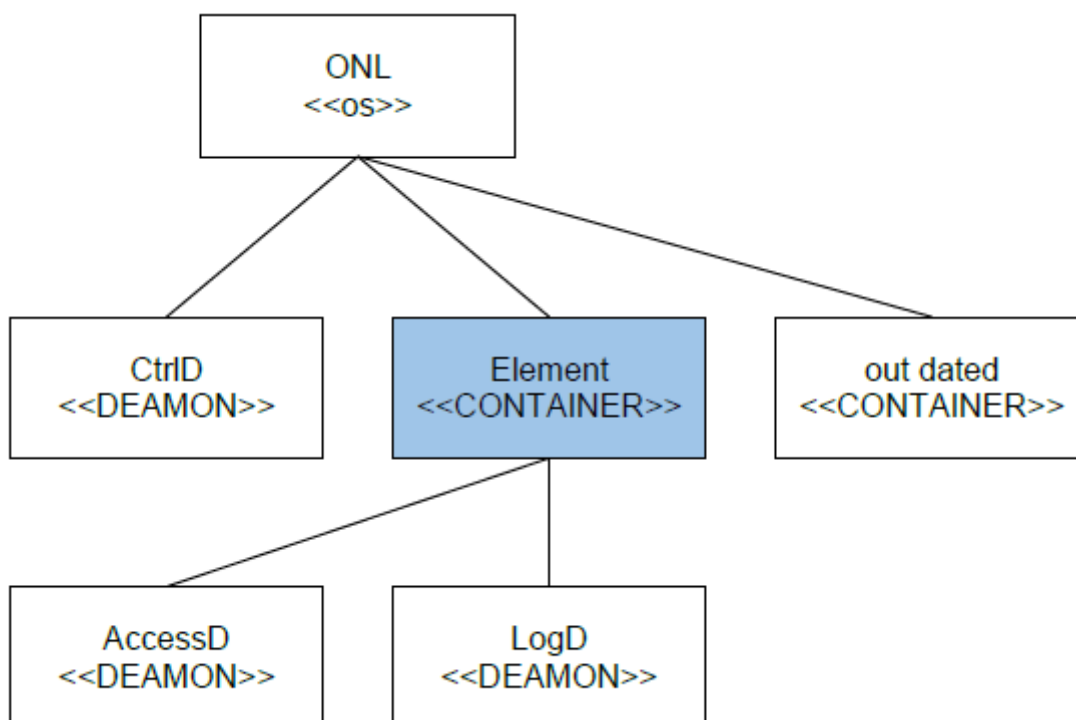 ONL
<<os>>
CtrlD
<<DEAMON>>
Element
<<CONTAINER>>
out dated
<<CONTAINER>>
AccessD
<<DEAMON>>
LogD
<<DEAMON>>